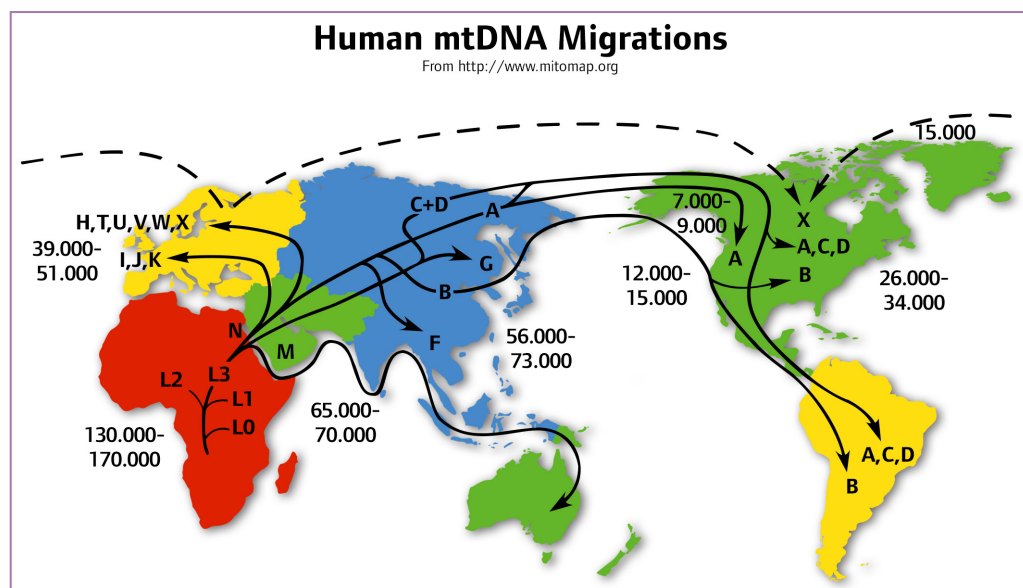 Human mtDNA Migrations
From http://www.mitomap.org
15.000
H,T,U,V,W,X
39.000-
51.000
I,J,K
C+D
A
G
B
F
N
M
L3
L2
L1
L0
130.000-
170.000
65.000-
70.000
56.000-
73.000
7.000-
9.000
X
A
A,C,D
B
12.000-
15.000
26.000-
34.000
A,C,D
B